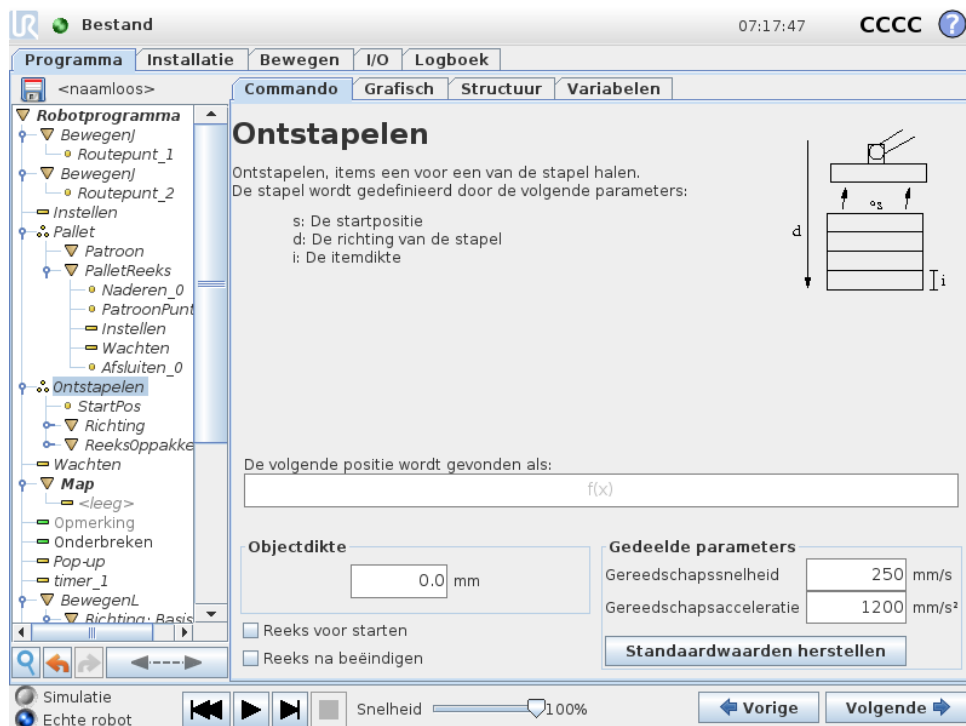 UR Bestand 07:17:47 CCCC ?
Programma Installatie Bewegen I/O Logboek
<naamloos>
Commando Grafisch Structuur Variabelen
Robotprogramma
BewegenJ
Routepunt_1
BewegenJ
Routepunt_2
Instellen
Pallet
Patroon
PalletReeks
Naderen_0
PatroonPunt
Instellen
Wachten
Afsluiten_0
Ontstapelen
StartPos
Richting
ReeksOppakke
Wachten
Map
<leeg>
Opmerking
Onderbreken
Pop-up
timer_1
BewegenL
Richting: Basis
Ontstapelen
Ontstapelen, items een voor een van de stapel halen.
De stapel wordt gedefinieerd door de volgende parameters:
s: De startpositie
d: De richting van de stapel
i: De itemdikte
s
d
i
De volgende positie wordt gevonden als:
f(x)
Objectdikte
0.0 mm
Reeks voor starten
Reeks na beëindigen
Gedeelde parameters
Gereedschapssnelheid 250 mm/s
Gereedschapsacceleratie 1200 mm/s²
Standaardwaarden herstellen
Simulatie
Echte robot
Snelheid 100%
Vorige Volgende